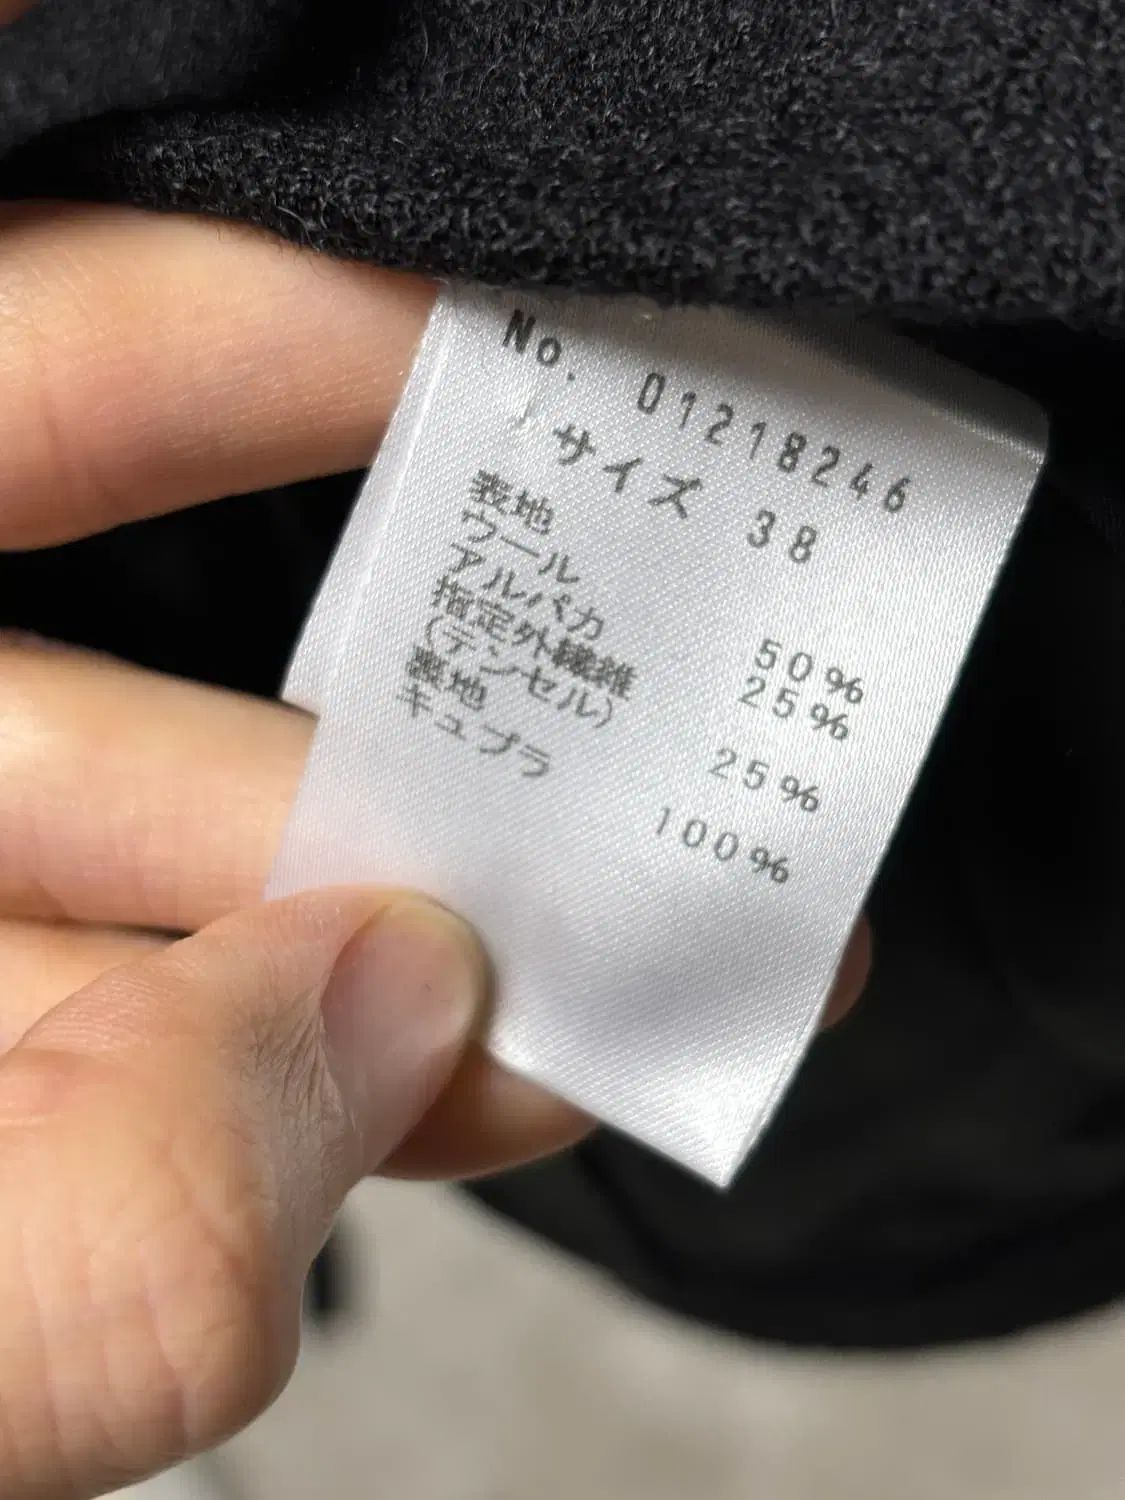 No. 01218246
サイズ 38
表地
ウール 50%
アルパカ 25%
指定外繊維
(テンセル) 25%
裏地
キュプラ 100%